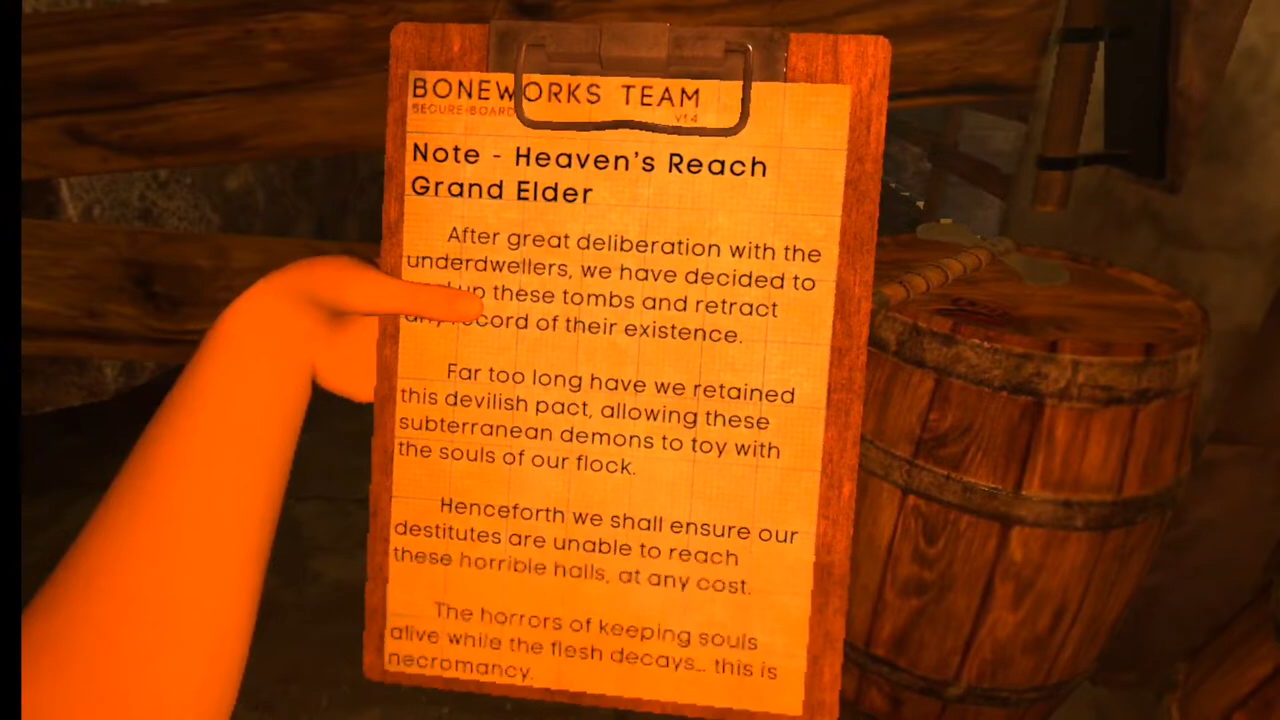 BONEWORKS TEAM
SECURE-BOARD V1.4
Note - Heaven's Reach
Grand Elder
After great deliberation with the
underdwellers, we have decided to
up these tombs and retract
any record of their existence.
Far too long have we retained
this devilish pact, allowing these
subterranean demons to toy with
the souls of our flock.
Henceforth we shall ensure our
destitutes are unable to reach
these horrible halls, at any cost.
The horrors of keeping souls
alive while the flesh decays... this is
necromancy.